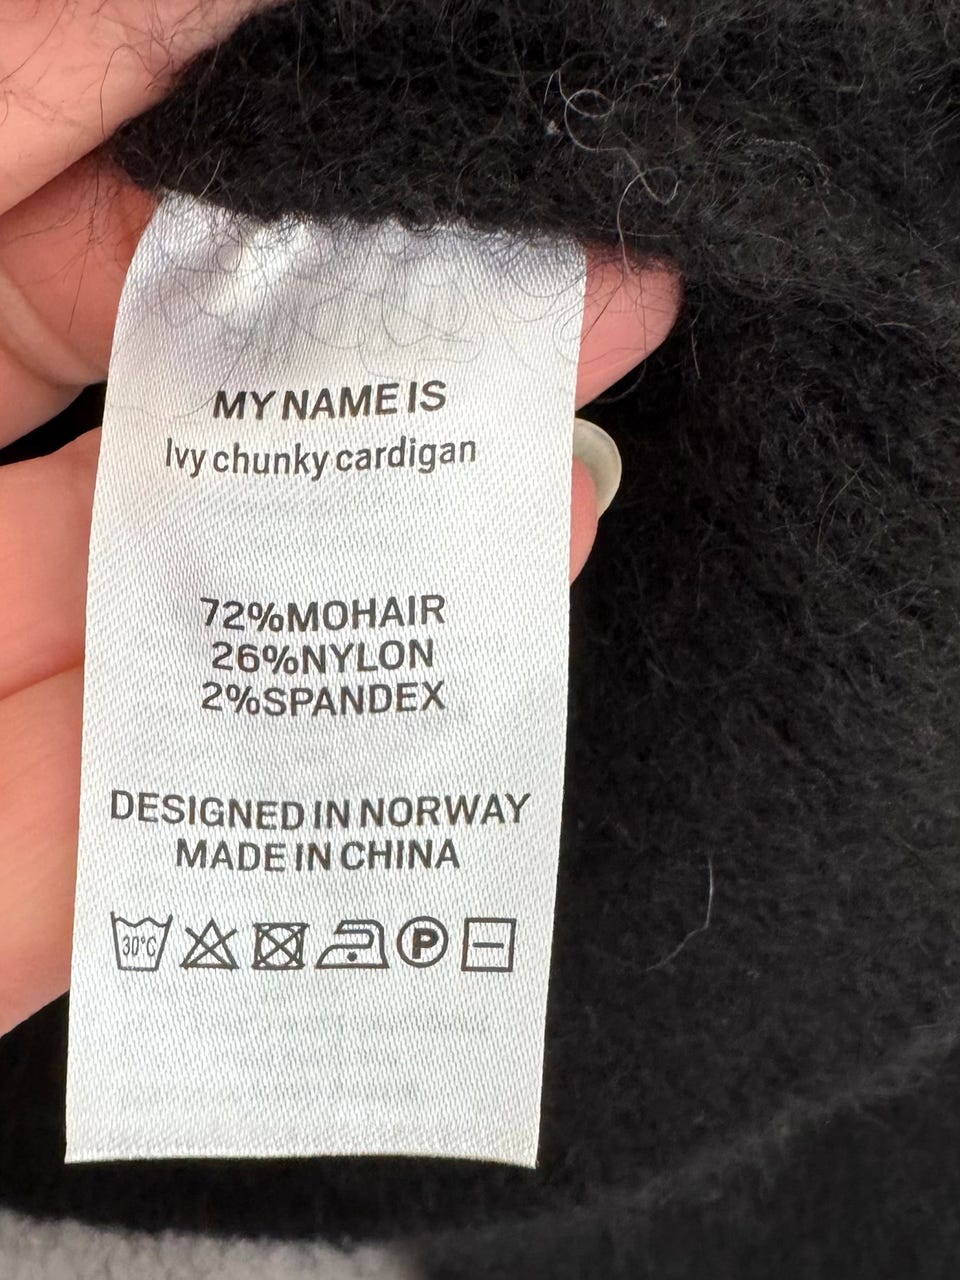 MY NAME IS
Ivy chunky cardigan
72%MOHAIR
26%NYLON
2%SPANDEX
DESIGNED IN NORWAY
MADE IN CHINA
30°C P